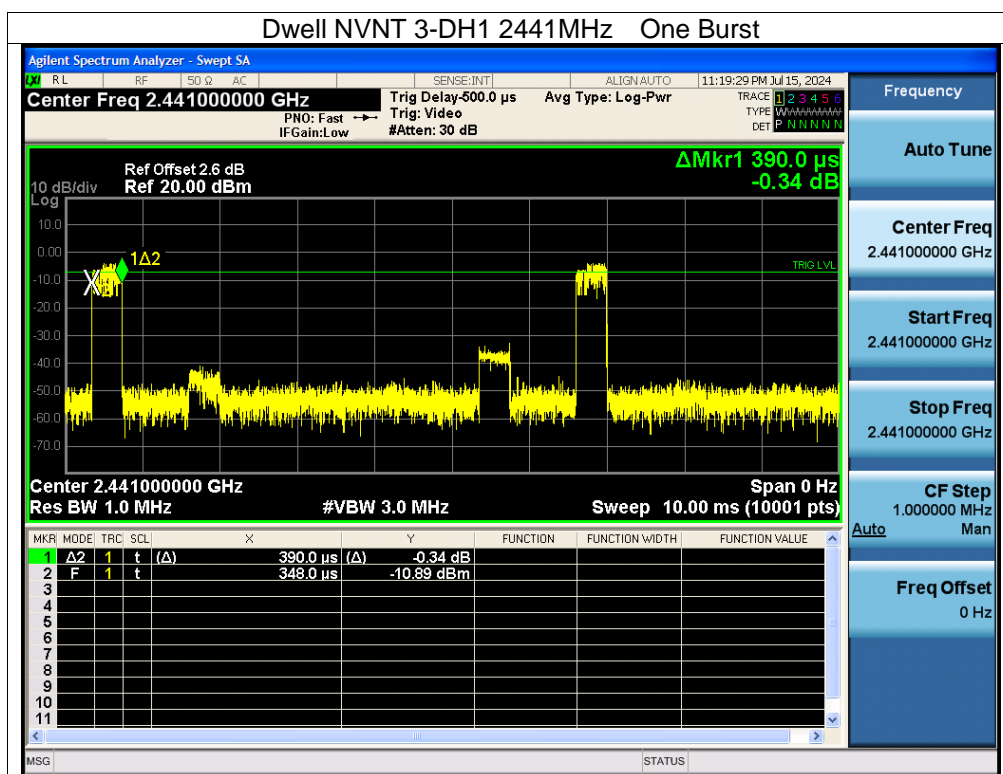 Dwell NVNT 3-DH1 2441MHz One Burst
Agilent Spectrum Analyzer - Swept SA
LXI RL RF 50 Ω AC SENSE:INT ALIGN AUTO 11:19:29 PM Jul 15, 2024
Center Freq 2.441000000 GHz Trig Delay-500.0 µs Avg Type: Log-Pwr TRACE 1 2 3 4 5 6
PNO: Fast Trig: Video TYPE WWWWWW
IFGain:Low #Atten: 30 dB DET P N N N N N
Frequency
Auto Tune
Center Freq
2.441000000 GHz
Start Freq
2.441000000 GHz
Stop Freq
2.441000000 GHz
CF Step
1.000000 MHz
Auto Man
Freq Offset
0 Hz
ΔMkr1 390.0 µs
-0.34 dB
Ref Offset 2.6 dB
10 dB/div Ref 20.00 dBm
Log
10.0
0.00
-10.0
-20.0
-30.0
-40.0
-50.0
-60.0
-70.0
1Δ2
TRIG LVL
Center 2.441000000 GHz Span 0 Hz
Res BW 1.0 MHz #VBW 3.0 MHz Sweep 10.00 ms (10001 pts)
MKR MODE TRC SCL X Y FUNCTION FUNCTION WIDTH FUNCTION VALUE
1 Δ2 1 t (Δ) 390.0 µs (Δ) -0.34 dB
2 F 1 t 348.0 µs -10.89 dBm
3
4
5
6
7
8
9
10
11
MSG STATUS